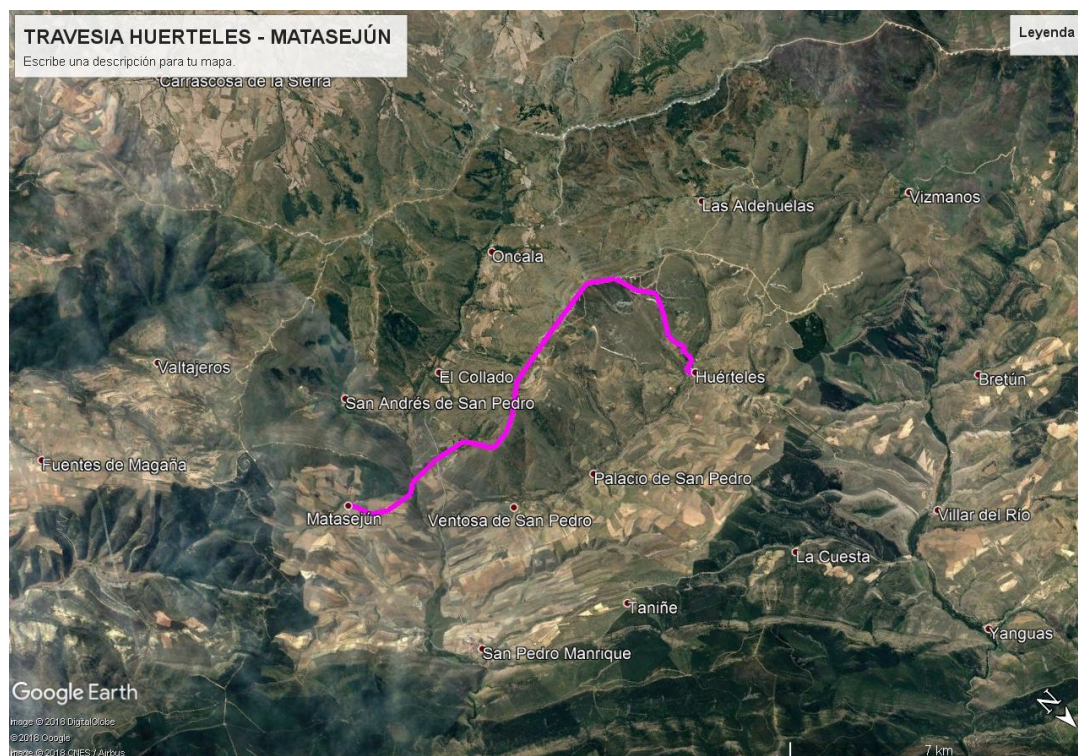 TRAVESIA HUERTELES - MATASEJÚN
Escribe una descripción para tu mapa.
Leyenda
Carrascosa de la Sierra
Vizmanos
Las Aldehuelas
Oncala
Valtajeros
El Collado
Huérteles
Bretún
San Andrés de San Pedro
Fuentes de Magaña
Palacio de San Pedro
Matasejún
Ventosa de San Pedro
Villar del Río
La Cuesta
Taniñe
Yanguas
San Pedro Manrique
Google Earth
N
Image © 2018 DigitalGlobe
© 2018 Google
Image © 2018 CNES / Airbus
7 km